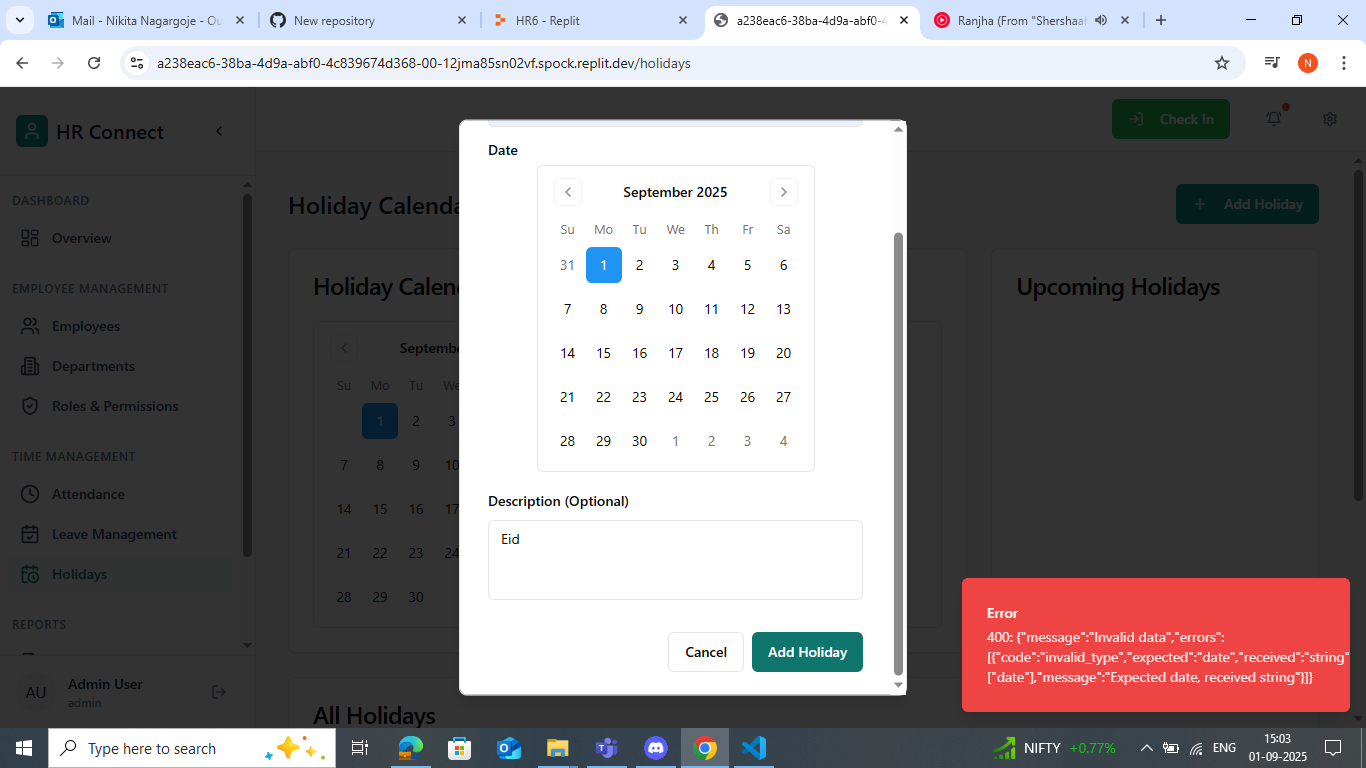 Mail - Nikita Nagargoje - Ou
New repository
HR6 - Replit
a238eac6-38ba-4d9a-abf0-4
Ranjha (From "Shershaah
a238eac6-38ba-4d9a-abf0-4c839674d368-00-12jma85sn02vf.spock.replit.dev/holidays
N
HR Connect
Check In
DASHBOARD
Overview
EMPLOYEE MANAGEMENT
Employees
Departments
Roles & Permissions
TIME MANAGEMENT
Attendance
Leave Management
Holidays
REPORTS
AU
Admin User
admin
Holiday Calenda
Add Holiday
Holiday Calen
Septembe
Su Mo Tu We
1 2 3
7 8 9 10
14 15 16 17
21 22 23 24
28 29 30
Upcoming Holidays
All Holidays
Date
September 2025
Su Mo Tu We Th Fr Sa
31 1 2 3 4 5 6
7 8 9 10 11 12 13
14 15 16 17 18 19 20
21 22 23 24 25 26 27
28 29 30 1 2 3 4
Description (Optional)
Eid
Cancel
Add Holiday
Error
400: {"message":"Invalid data","errors":
[{"code":"invalid_type","expected":"date","received":"string"
["date"],"message":"Expected date, received string"}]}
Type here to search
NIFTY +0.77%
ENG
15:03
01-09-2025